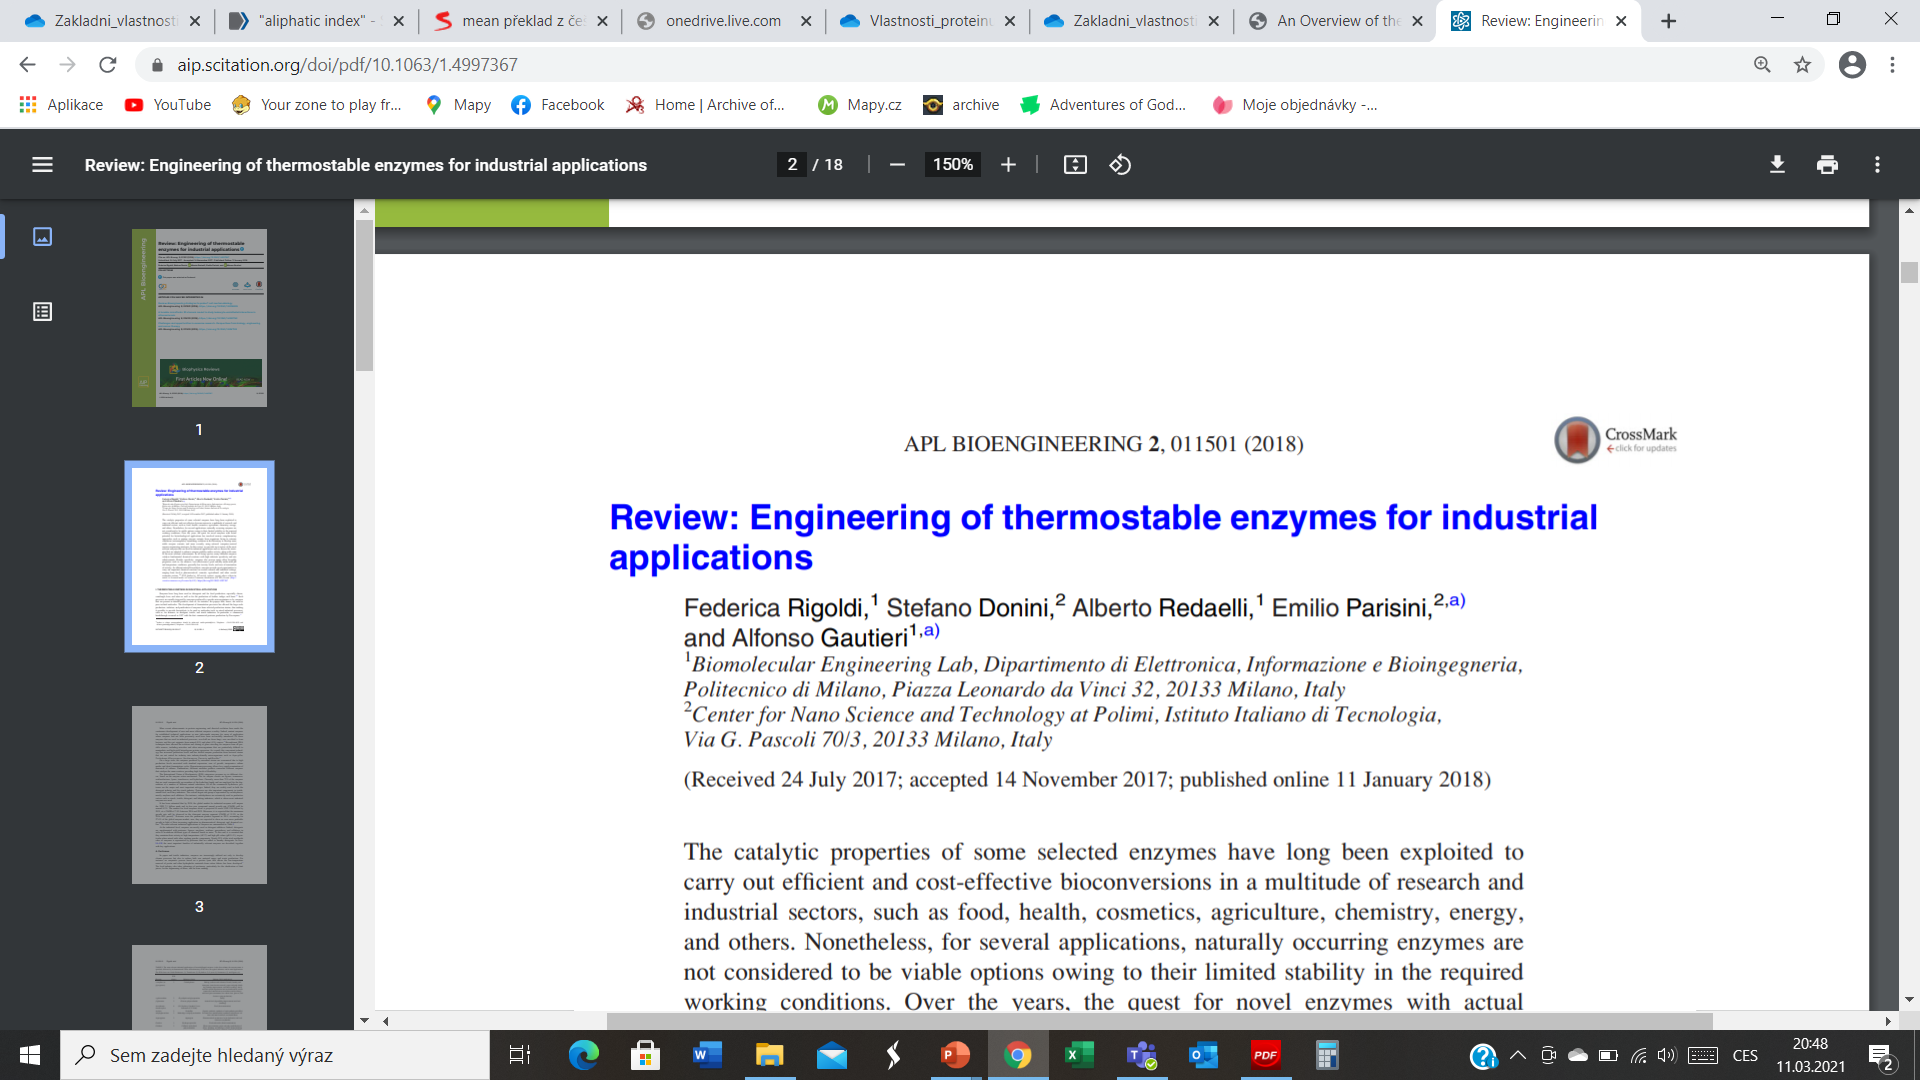 Zakladni_vlastnosti
"aliphatic index" -
mean překlad z če
onedrive.live.com
Vlastnosti_protein
Zakladni_vlastnosti
An Overview of the
Review: Engineerin
aip.scitation.org/doi/pdf/10.1063/1.4997367
Aplikace
YouTube
Your zone to play fr...
Mapy
Facebook
Home | Archive of...
Mapy.cz
archive
Adventures of God...
Moje objednávky -...
Review: Engineering of thermostable enzymes for industrial applications
2 / 18
150%
1
2
3
APL BIOENGINEERING 2, 011501 (2018)
CrossMark
click for updates
Review: Engineering of thermostable enzymes for industrial
applications
Federica Rigoldi,1 Stefano Donini,2 Alberto Redaelli,1 Emilio Parisini,2,a)
and Alfonso Gautieri1,a)
1Biomolecular Engineering Lab, Dipartimento di Elettronica, Informazione e Bioingegneria,
Politecnico di Milano, Piazza Leonardo da Vinci 32, 20133 Milano, Italy
2Center for Nano Science and Technology at Polimi, Istituto Italiano di Tecnologia,
Via G. Pascoli 70/3, 20133 Milano, Italy
(Received 24 July 2017; accepted 14 November 2017; published online 11 January 2018)
The catalytic properties of some selected enzymes have long been exploited to
carry out efficient and cost-effective bioconversions in a multitude of research and
industrial sectors, such as food, health, cosmetics, agriculture, chemistry, energy,
and others. Nonetheless, for several applications, naturally occurring enzymes are
not considered to be viable options owing to their limited stability in the required
working conditions. Over the years, the quest for novel enzymes with actual
Sem zadejte hledaný výraz
CES
20:48
11.03.2021
2